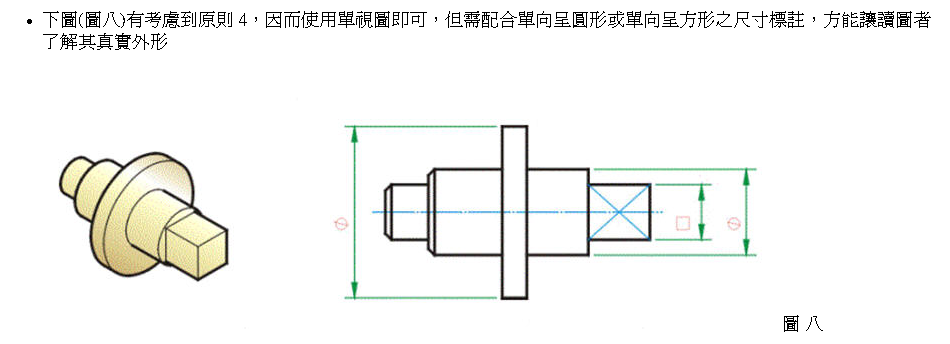 • 下圖(圖八)有考慮到原則 4，因而使用單視圖即可，但需配合單向呈圓形或單向呈方形之尺寸標註，方能讓讀圖者
了解其真實外形
∅ □ ∅
圖 八